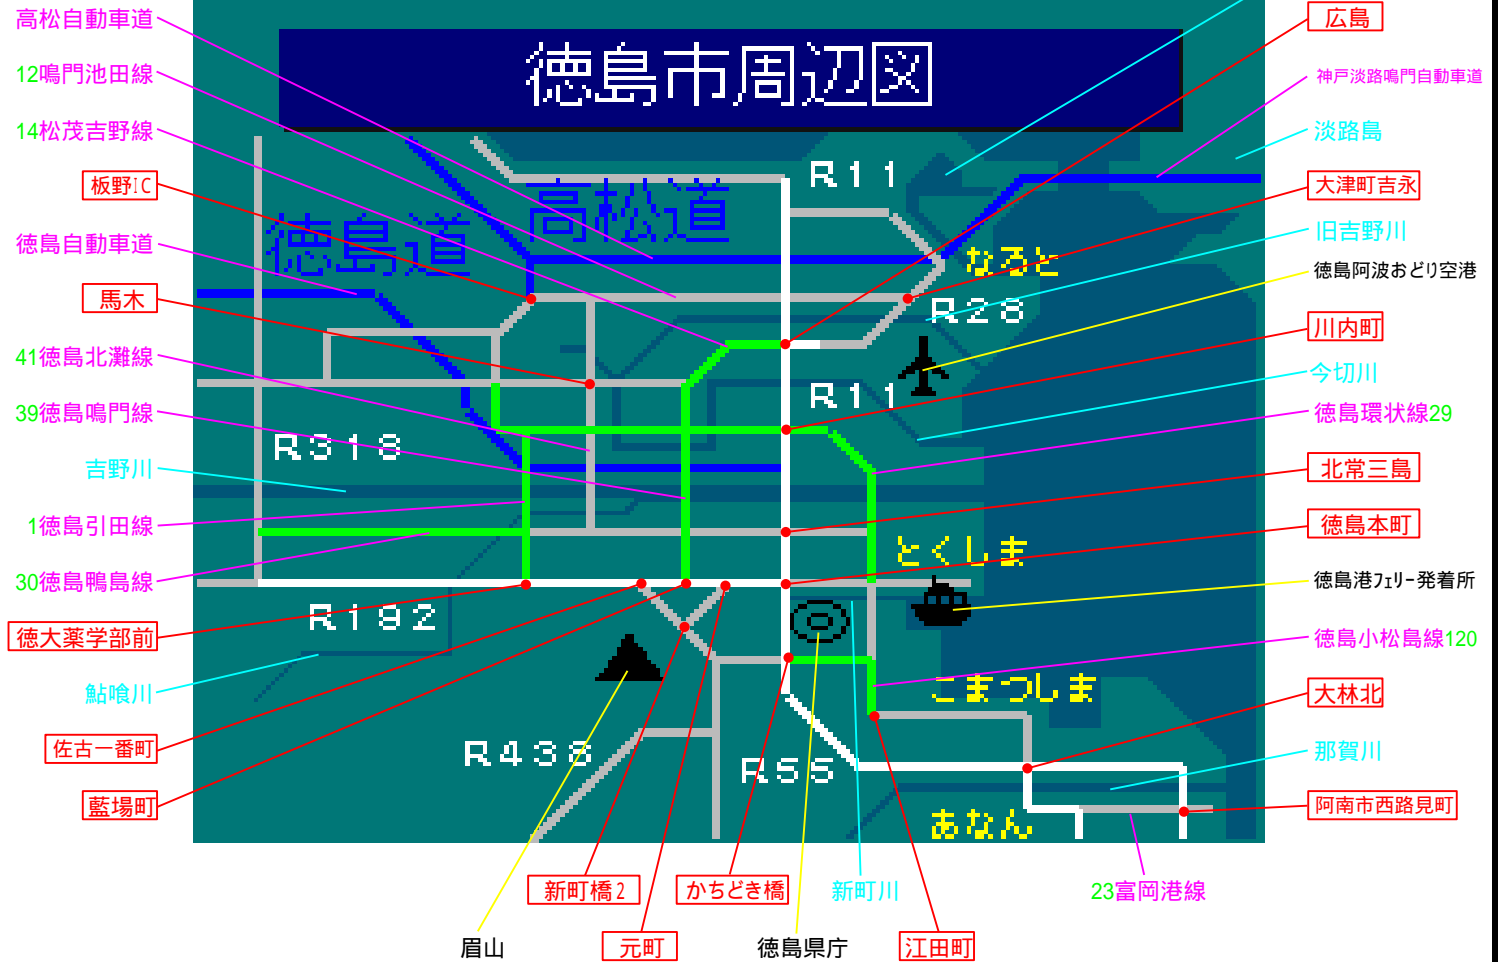 徳島市周辺図
高松自動車道
12鳴門池田線
14松茂吉野線
板野IC
徳島自動車道
馬木
41徳島北灘線
39徳島鳴門線
吉野川
1徳島引田線
30徳島鴨島線
徳大薬学部前
鮎喰川
佐古一番町
藍場町
高松道
徳島道
R11
なると
R28
R11
R318
とくしま
R192
こまつしま
R438
R55
あなん
広島
神戸淡路鳴門自動車道
淡路島
大津町吉永
旧吉野川
徳島阿波おどり空港
川内町
今切川
徳島環状線29
北常三島
徳島本町
徳島港フェリー発着所
徳島小松島線120
大林北
那賀川
阿南市西路見町
新町橋2
かちどき橋
新町川
23富岡港線
眉山
元町
徳島県庁
江田町